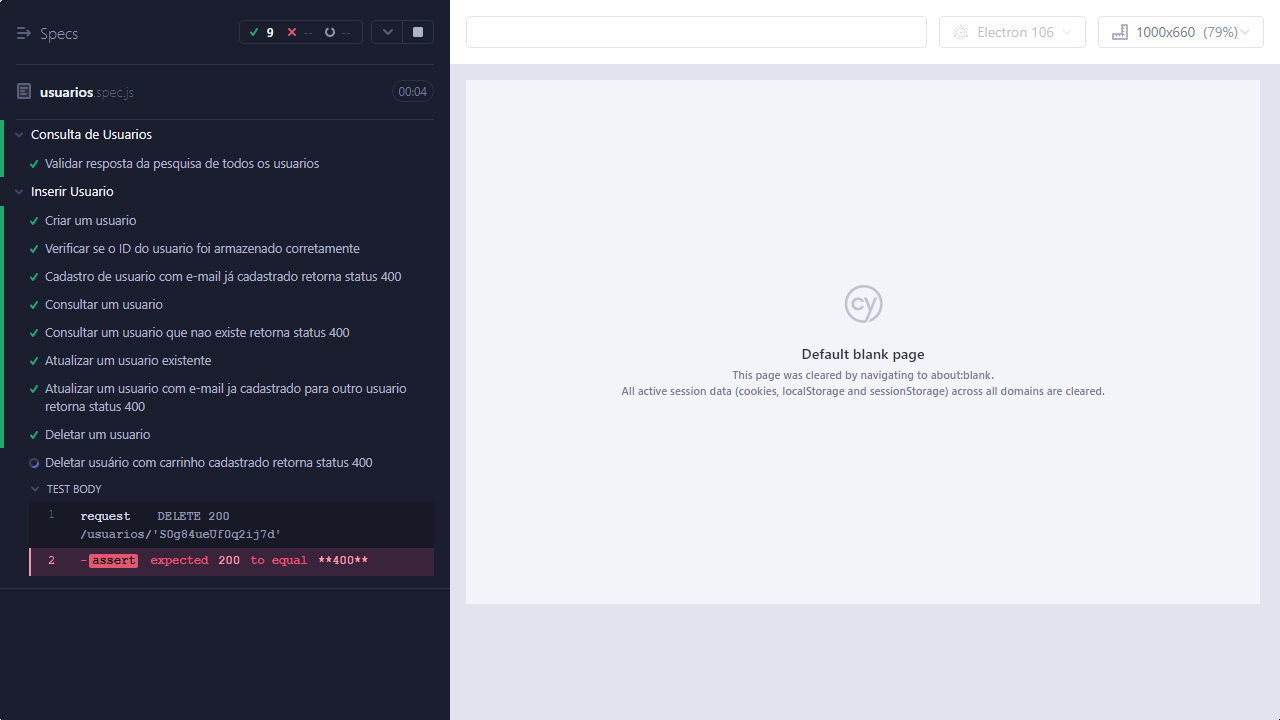 Specs
9 -- --
usuarios.spec.js
00:04
Consulta de Usuarios
Validar resposta da pesquisa de todos os usuarios
Inserir Usuario
Criar um usuario
Verificar se o ID do usuario foi armazenado corretamente
Cadastro de usuario com e-mail já cadastrado retorna status 400
Consultar um usuario
Consultar um usuario que nao existe retorna status 400
Atualizar um usuario existente
Atualizar um usuario com e-mail ja cadastrado para outro usuario
retorna status 400
Deletar um usuario
Deletar usuário com carrinho cadastrado retorna status 400
TEST BODY
1 request DELETE 200
/usuarios/'S0g84ueUf0q2ij7d'
2 -assert expected 200 to equal **400**
Electron 106
1000x660 (79%)
cy
Default blank page
This page was cleared by navigating to about:blank.
All active session data (cookies, localStorage and sessionStorage) across all domains are cleared.